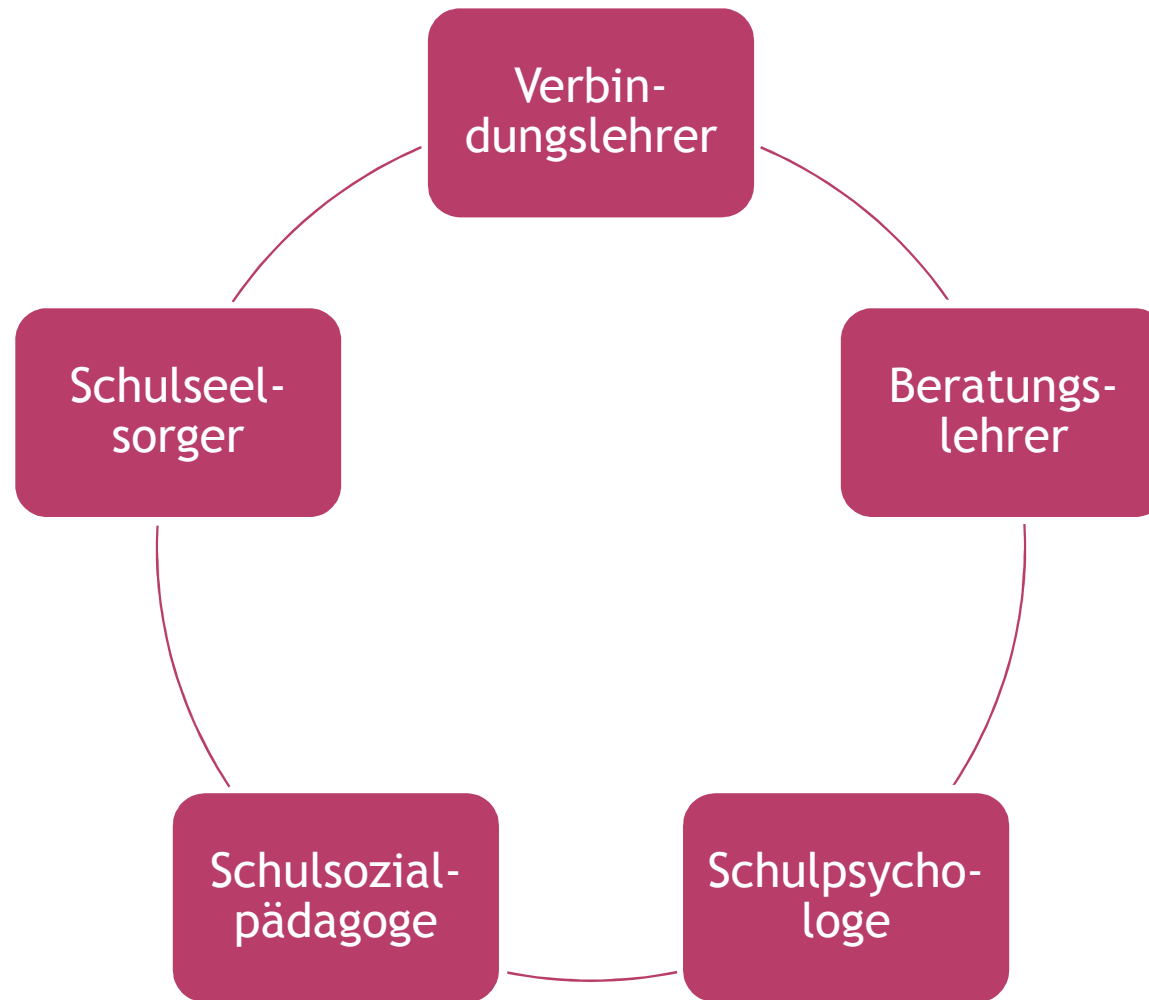 Verbin-
dungslehrer
Schulseel-
sorger
Beratungs-
lehrer
Schulsozial-
pädagoge
Schulpsycho-
loge